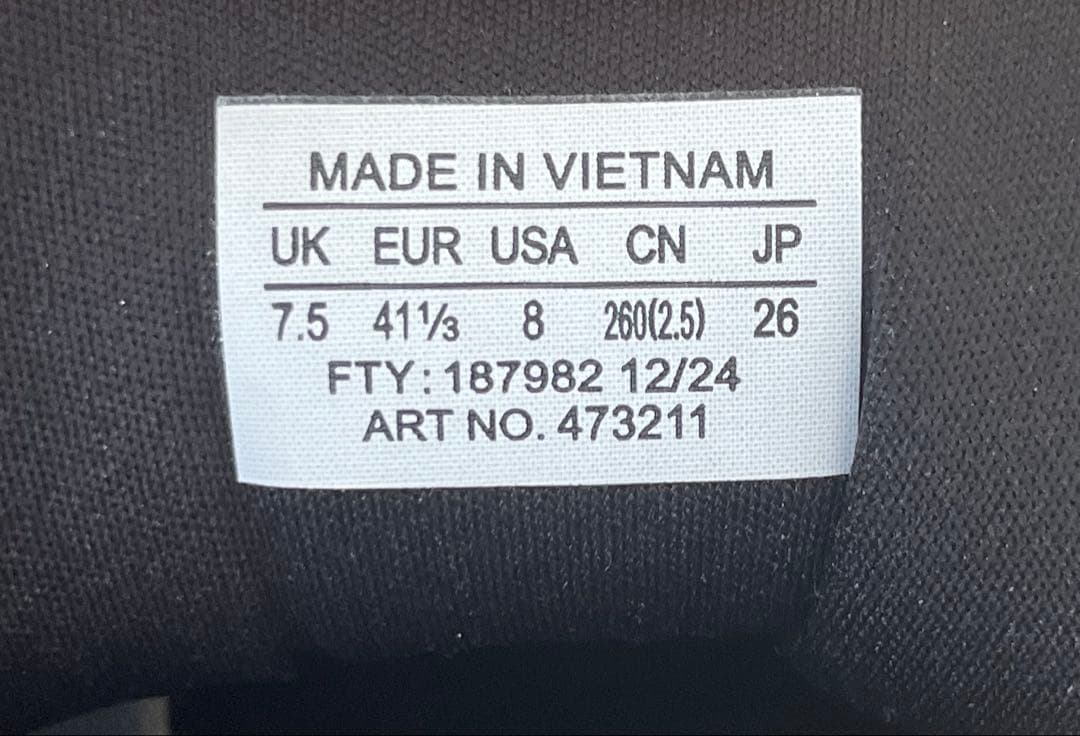 MADE IN VIETNAM
UK EUR USA CN JP
7.5 41⅓ 8 260(2.5) 26
FTY: 187982 12/24
ART NO. 473211